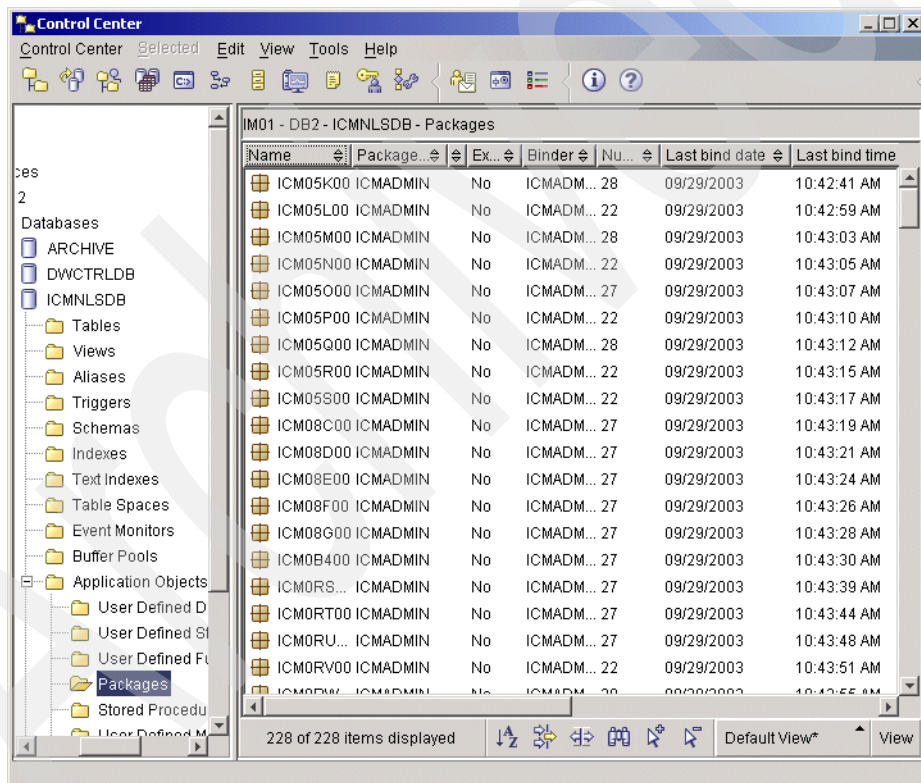 Control Center
Control Center Selected Edit View Tools Help
IM01 - DB2 - ICMNLSDB - Packages
Name Package... Ex... Binder Nu... Last bind date Last bind time
ICM05K00 ICMADMIN No ICMADM... 28 09/29/2003 10:42:41 AM
ICM05L00 ICMADMIN No ICMADM... 22 09/29/2003 10:42:59 AM
ICM05M00 ICMADMIN No ICMADM... 28 09/29/2003 10:43:03 AM
ICM05N00 ICMADMIN No ICMADM... 22 09/29/2003 10:43:05 AM
ICM05O00 ICMADMIN No ICMADM... 27 09/29/2003 10:43:07 AM
ICM05P00 ICMADMIN No ICMADM... 22 09/29/2003 10:43:10 AM
ICM05Q00 ICMADMIN No ICMADM... 28 09/29/2003 10:43:12 AM
ICM05R00 ICMADMIN No ICMADM... 22 09/29/2003 10:43:15 AM
ICM05S00 ICMADMIN No ICMADM... 22 09/29/2003 10:43:17 AM
ICM08C00 ICMADMIN No ICMADM... 27 09/29/2003 10:43:19 AM
ICM08D00 ICMADMIN No ICMADM... 27 09/29/2003 10:43:21 AM
ICM08E00 ICMADMIN No ICMADM... 27 09/29/2003 10:43:24 AM
ICM08F00 ICMADMIN No ICMADM... 27 09/29/2003 10:43:26 AM
ICM08G00 ICMADMIN No ICMADM... 27 09/29/2003 10:43:28 AM
ICM0B400 ICMADMIN No ICMADM... 27 09/29/2003 10:43:30 AM
ICM0RS... ICMADMIN No ICMADM... 27 09/29/2003 10:43:39 AM
ICM0RT00 ICMADMIN No ICMADM... 27 09/29/2003 10:43:44 AM
ICM0RU... ICMADMIN No ICMADM... 27 09/29/2003 10:43:48 AM
ICM0RV00 ICMADMIN No ICMADM... 22 09/29/2003 10:43:51 AM
2
Databases
ARCHIVE
DWCTRLDB
ICMNLSDB
Tables
Views
Aliases
Triggers
Schemas
Indexes
Text Indexes
Table Spaces
Event Monitors
Buffer Pools
Application Objects
User Defined D
User Defined
User Defined Fu
Packages
Stored Procedu
228 of 228 items displayed Default View* View